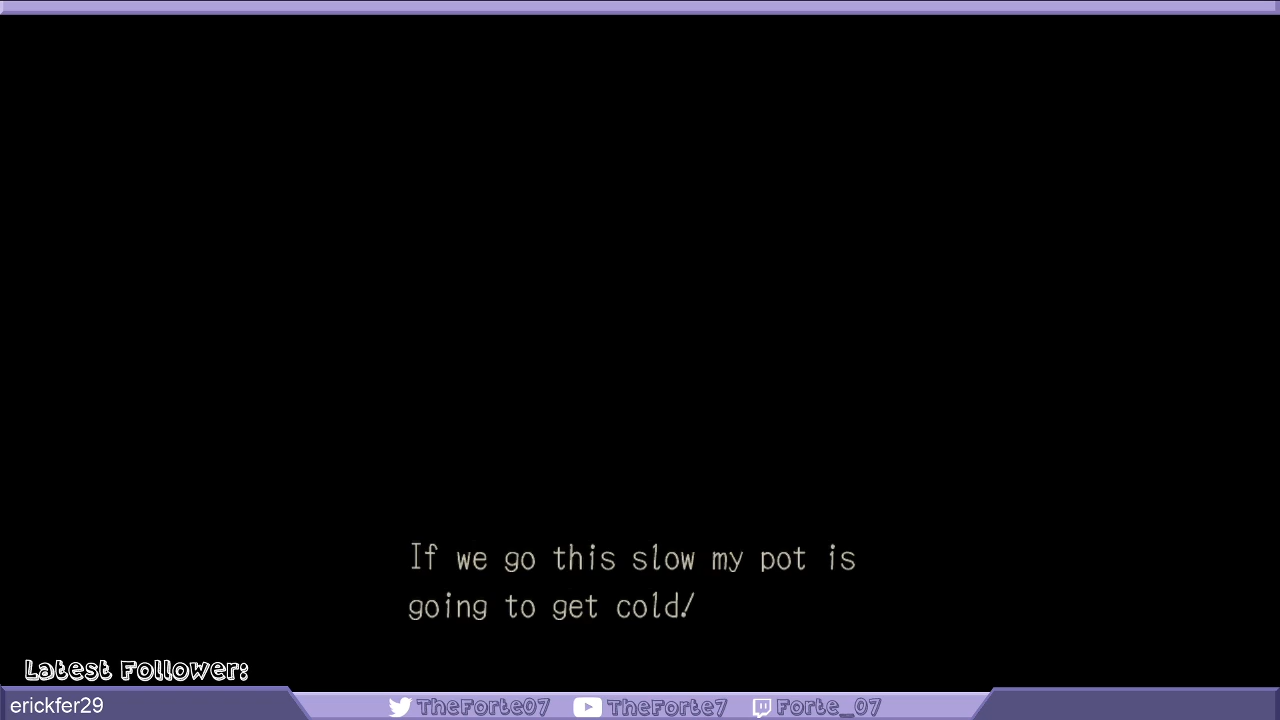 If we go this slow my pot is
going to get cold!
Latest Follower:
erickfer29
TheForte07
TheForte7
Forte_07